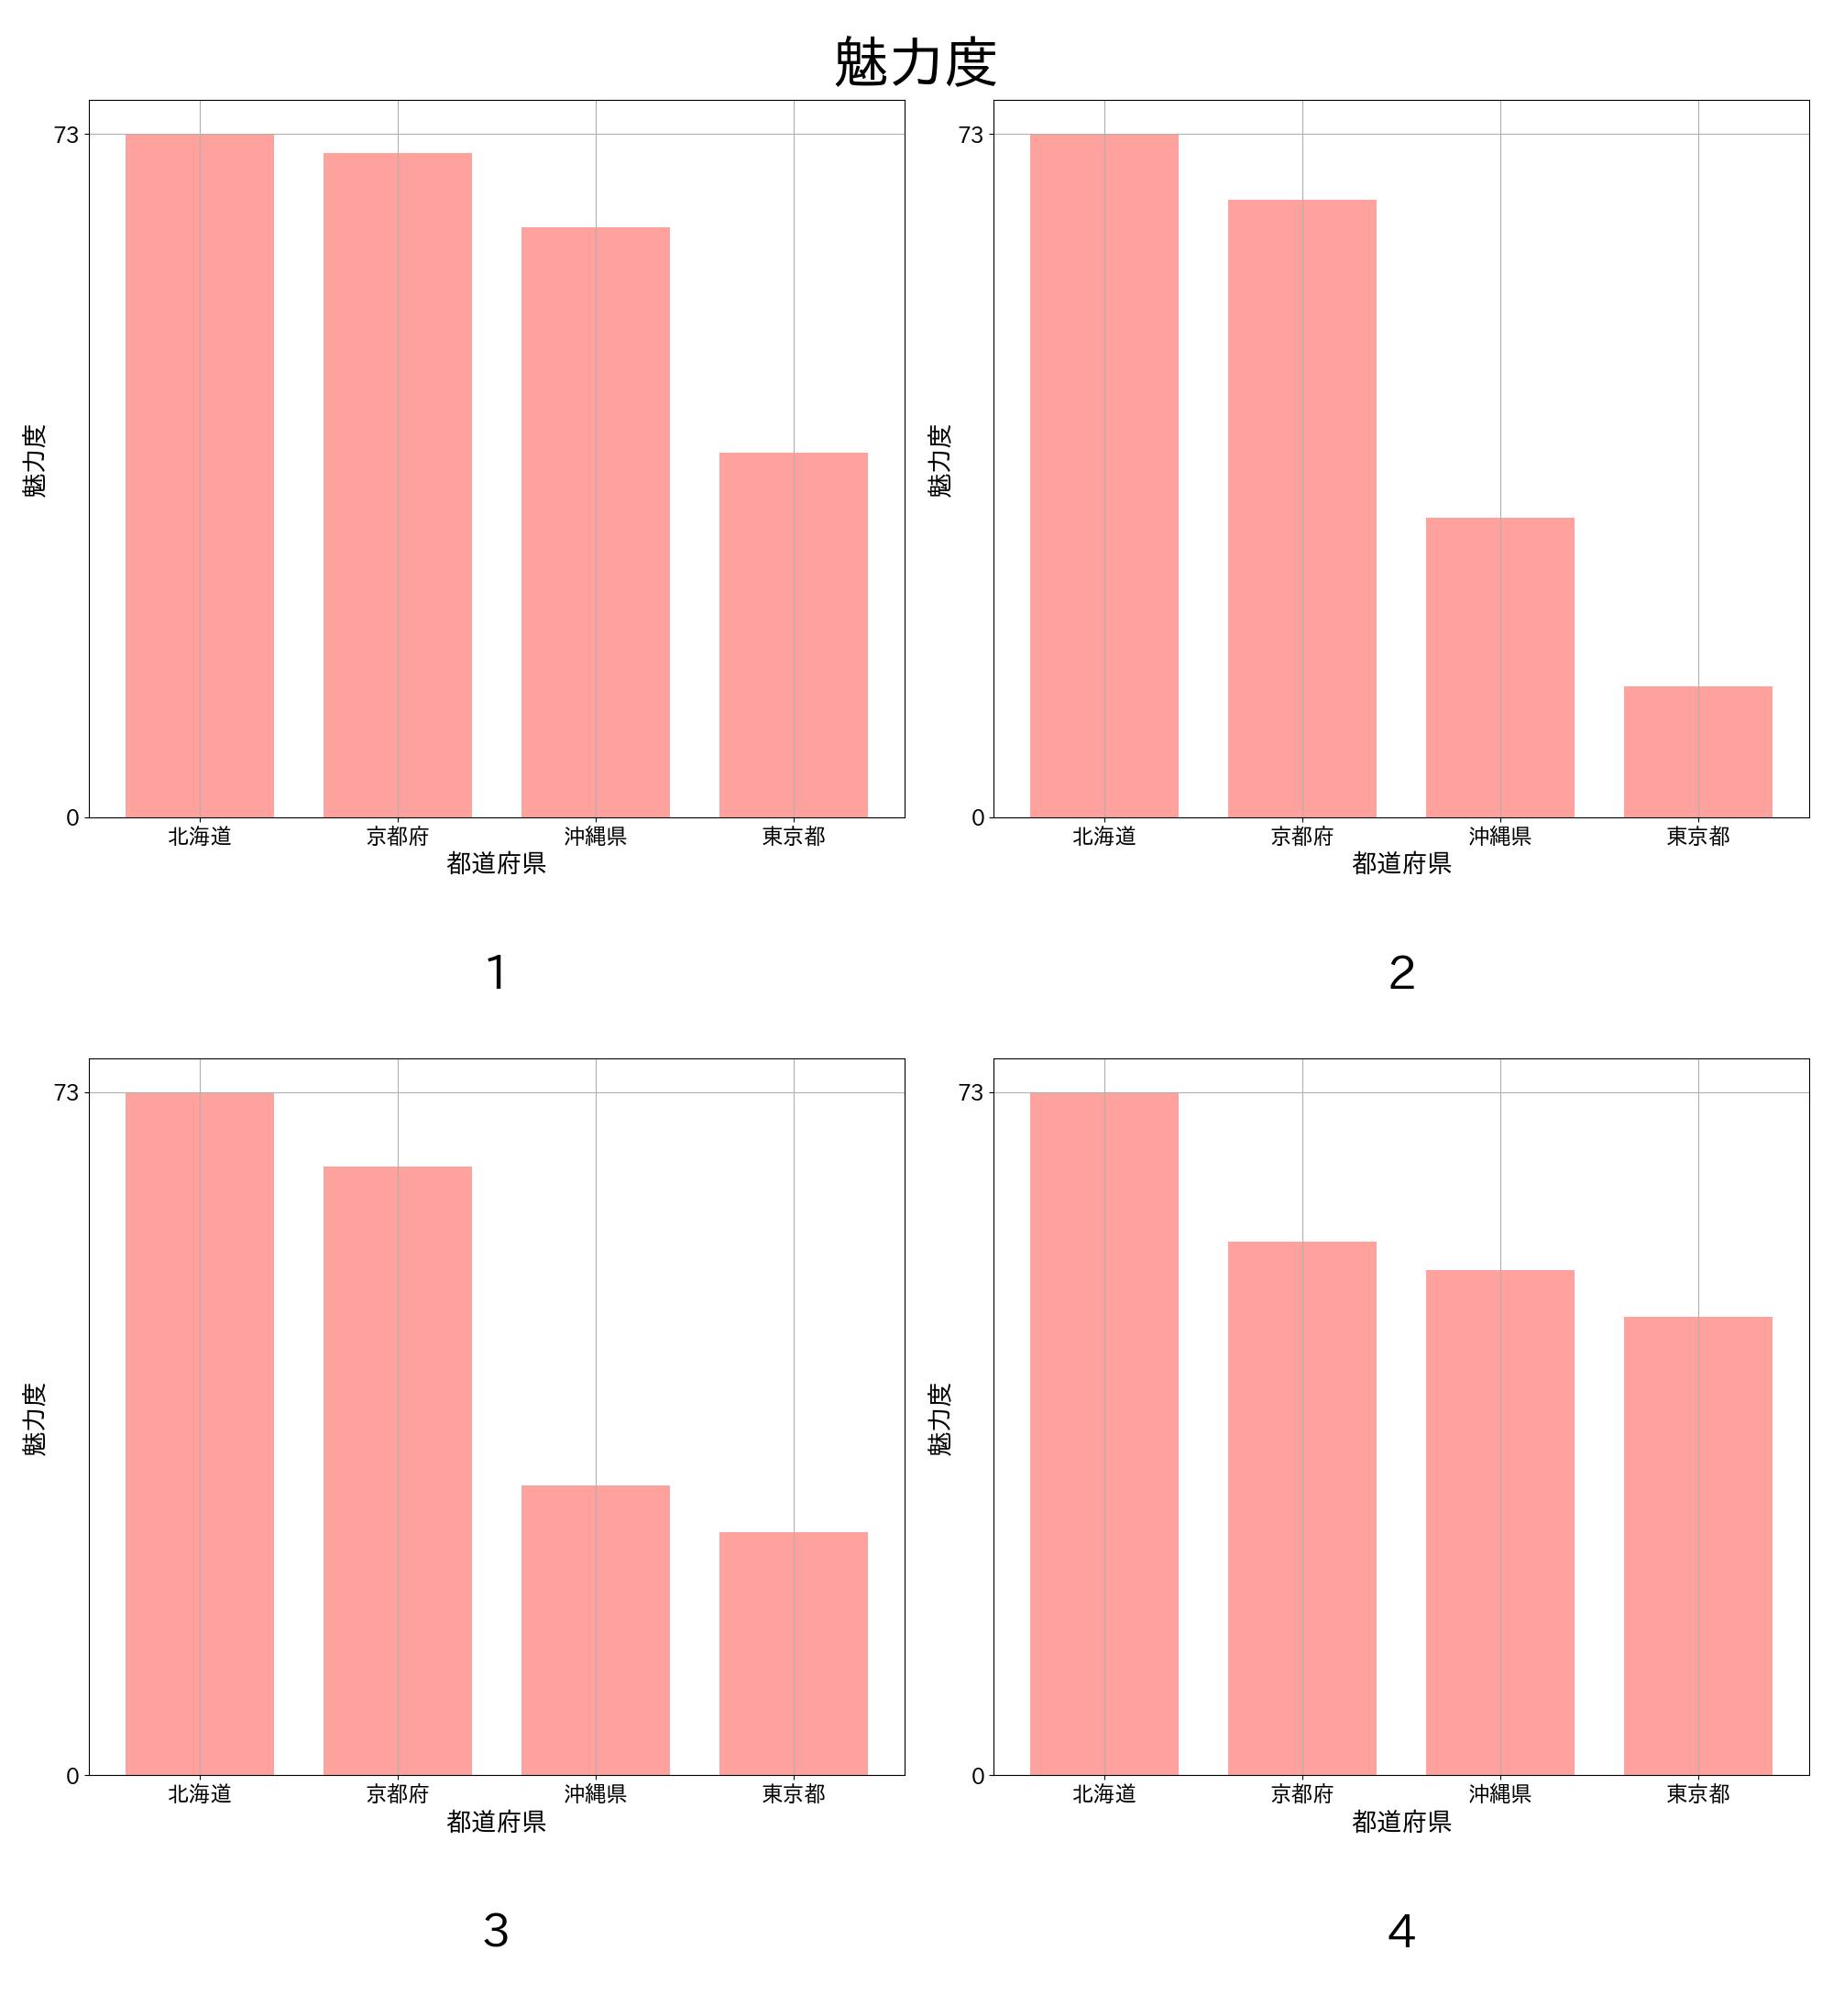 魅力度
73
0
魅力度
北海道 京都府 沖縄県 東京都
都道府県
1
73
0
魅力度
北海道 京都府 沖縄県 東京都
都道府県
2
73
0
魅力度
北海道 京都府 沖縄県 東京都
都道府県
3
73
0
魅力度
北海道 京都府 沖縄県 東京都
都道府県
4